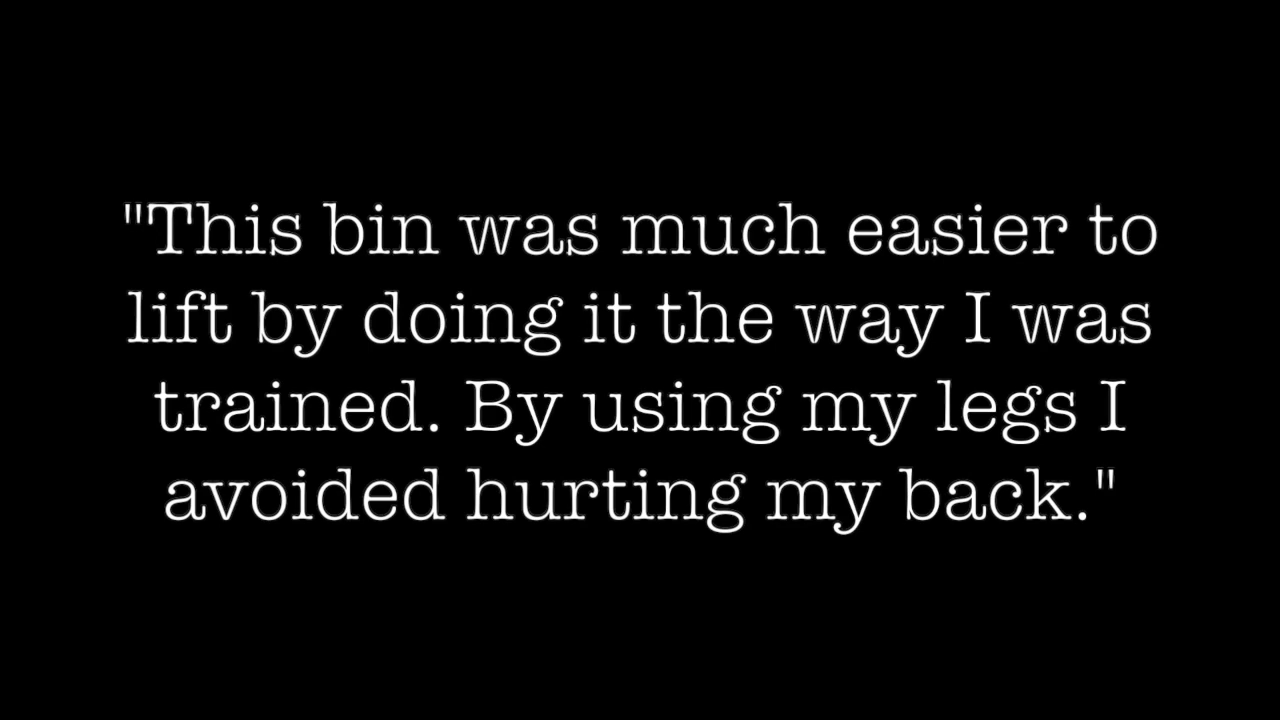 "This bin was much easier to
lift by doing it the way I was
trained. By using my legs I
avoided hurting my back."